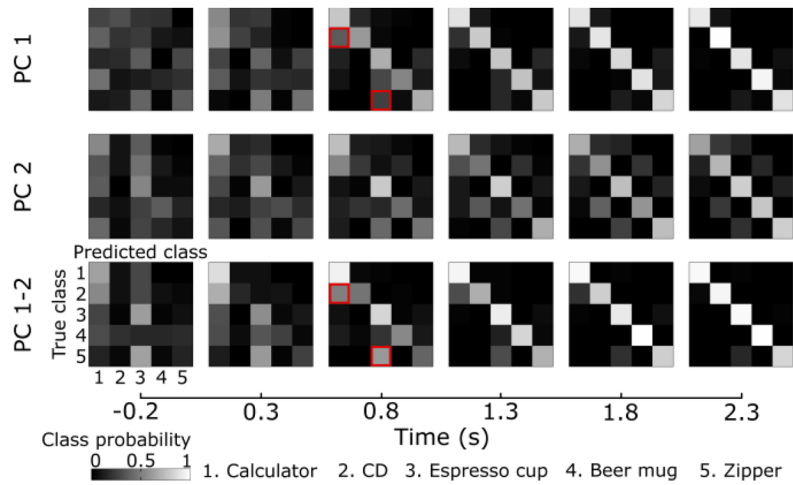 PC 1
PC 2
PC 1-2
Predicted class
True class
1
2
3
4
5
1 2 3 4 5
-0.2 0.3 0.8 1.3 1.8 2.3
Time (s)
Class probability
0 0.5 1
1. Calculator 2. CD 3. Espresso cup 4. Beer mug 5. Zipper